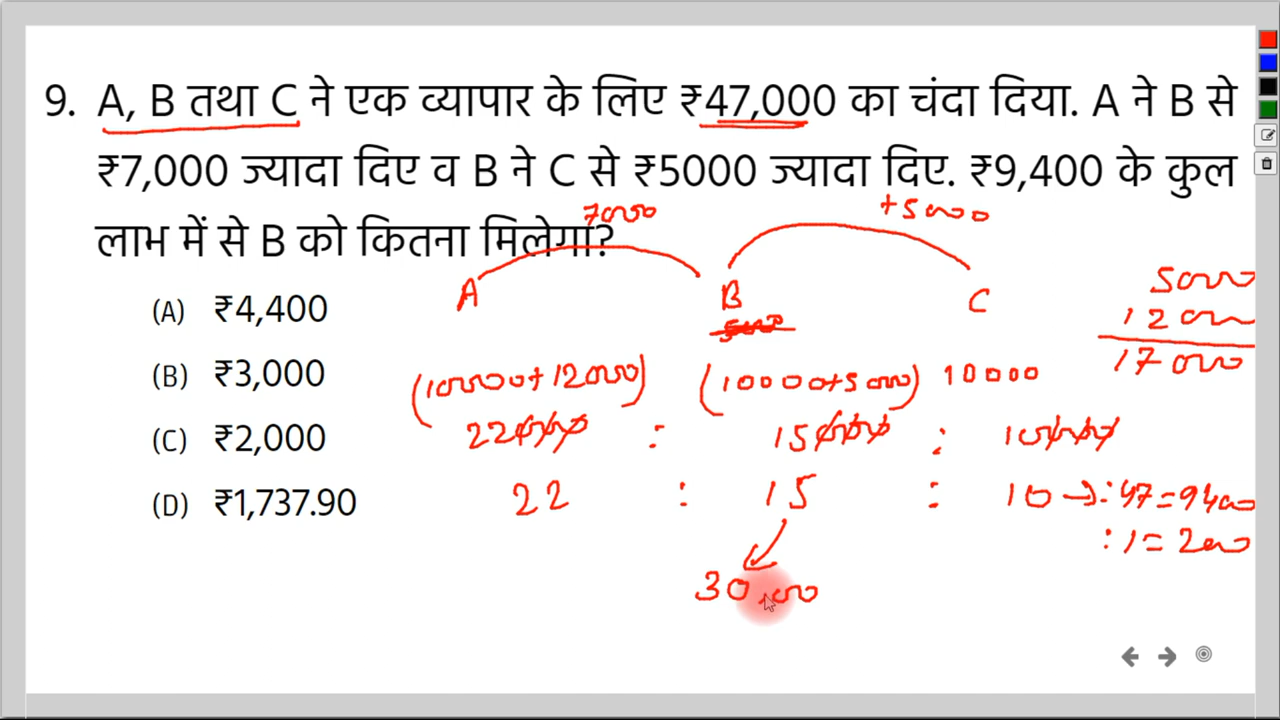 9. A, B तथा C ने एक व्यापार के लिए ₹47,000 का चंदा दिया. A ने B से
₹7,000 ज्यादा दिए व B ने C से ₹5000 ज्यादा दिए. ₹9,400 के कुल
लाभ में से B को कितना मिलेगा?
7000
+5000
(A) ₹4,400
A
B
C
5000
12000
17000
5000
(B) ₹3,000
(10000+12000) (10000+5000) 10000
(C) ₹2,000
22000 : 15000 : 10000
(D) ₹1,737.90
22 : 15 : 10 → : 47 = 9400
: 1 = 200